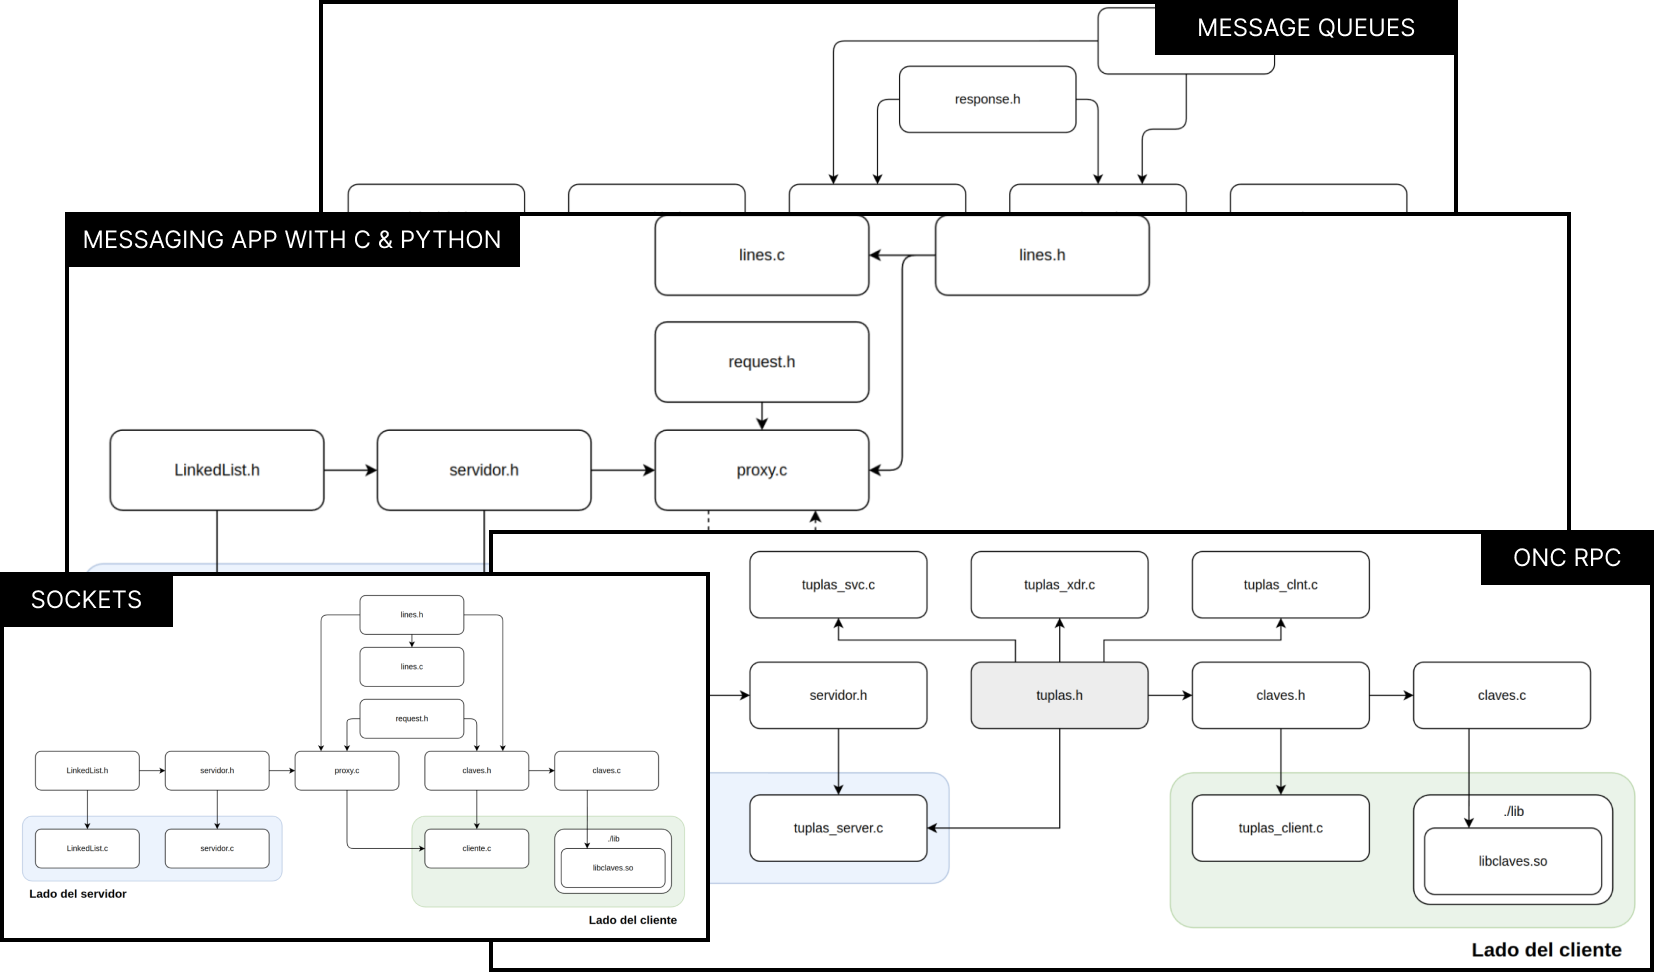 MESSAGE QUEUES
response.h
MESSAGING APP WITH C & PYTHON
lines.c
lines.h
request.h
LinkedList.h
servidor.h
proxy.c
ONC RPC
tuplas_svc.c
tuplas_xdr.c
tuplas_clnt.c
servidor.h
tuplas.h
claves.h
claves.c
tuplas_server.c
tuplas_client.c
./lib
libclaves.so
Lado del cliente
SOCKETS
lines.h
lines.c
request.h
LinkedList.h
servidor.h
proxy.c
claves.h
claves.c
LinkedList.c
servidor.c
cliente.c
./lib
libclaves.so
Lado del servidor
Lado del cliente